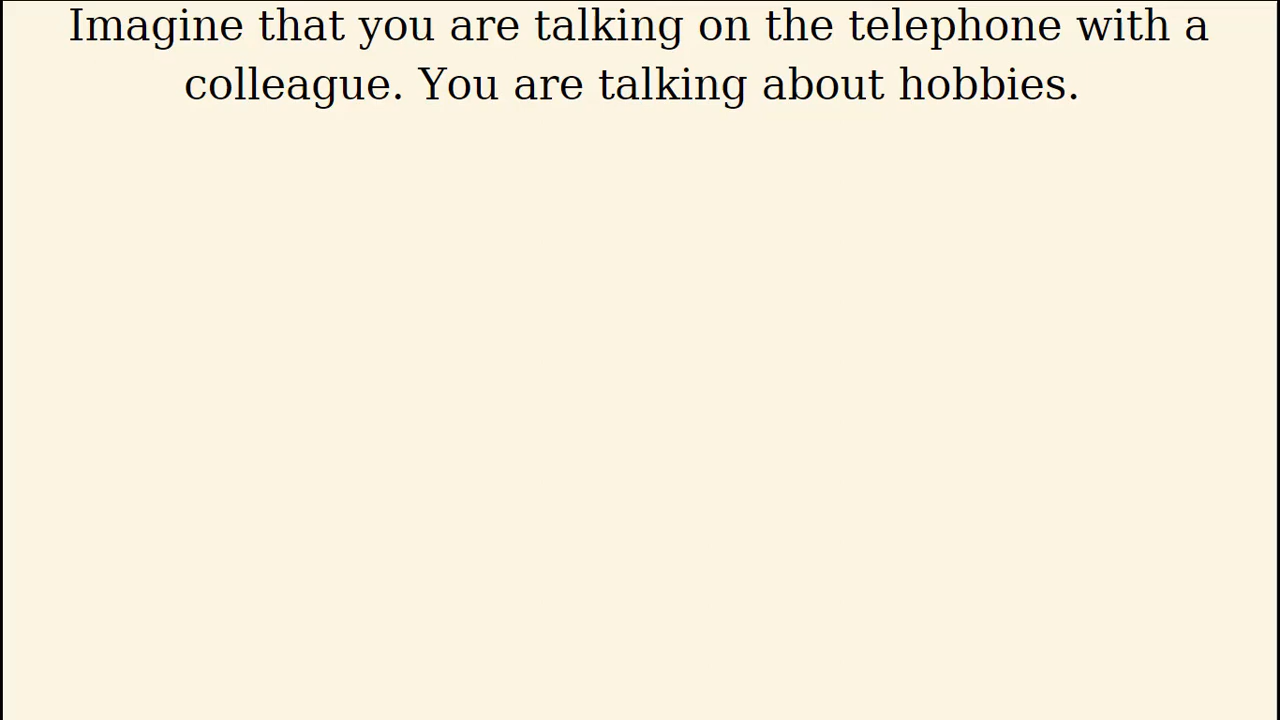 Imagine that you are talking on the telephone with a
colleague. You are talking about hobbies.